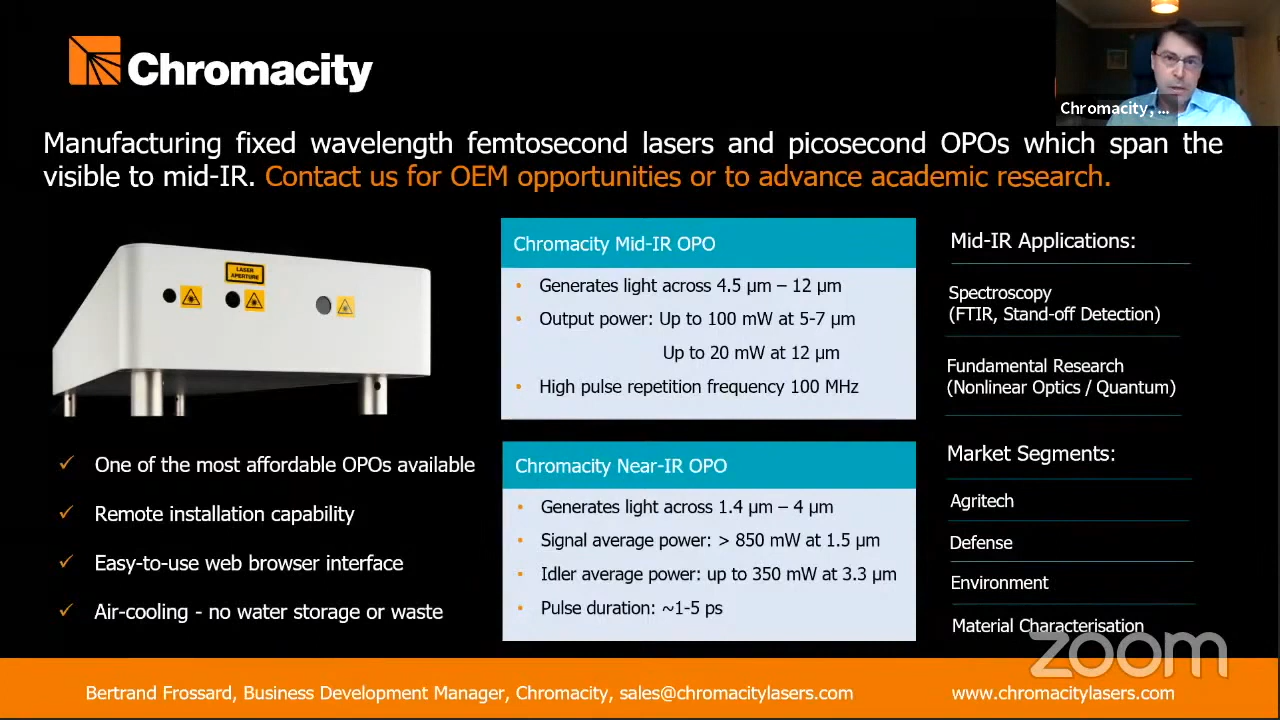 Chromacity
Chromacity, ...
Manufacturing fixed wavelength femtosecond lasers and picosecond OPOs which span the
visible to mid-IR. Contact us for OEM opportunities or to advance academic research.
LASER
APERTURE
One of the most affordable OPOs available
Remote installation capability
Easy-to-use web browser interface
Air-cooling - no water storage or waste
Chromacity Mid-IR OPO
• Generates light across 4.5 µm – 12 µm
• Output power: Up to 100 mW at 5-7 µm
Up to 20 mW at 12 µm
• High pulse repetition frequency 100 MHz
Chromacity Near-IR OPO
• Generates light across 1.4 µm – 4 µm
• Signal average power: > 850 mW at 1.5 µm
• Idler average power: up to 350 mW at 3.3 µm
• Pulse duration: ~1-5 ps
Mid-IR Applications:
Spectroscopy
(FTIR, Stand-off Detection)
Fundamental Research
(Nonlinear Optics / Quantum)
Market Segments:
Agritech
Defense
Environment
Material Characterisation
zoom
Bertrand Frossard, Business Development Manager, Chromacity, sales@chromacitylasers.com
www.chromacitylasers.com